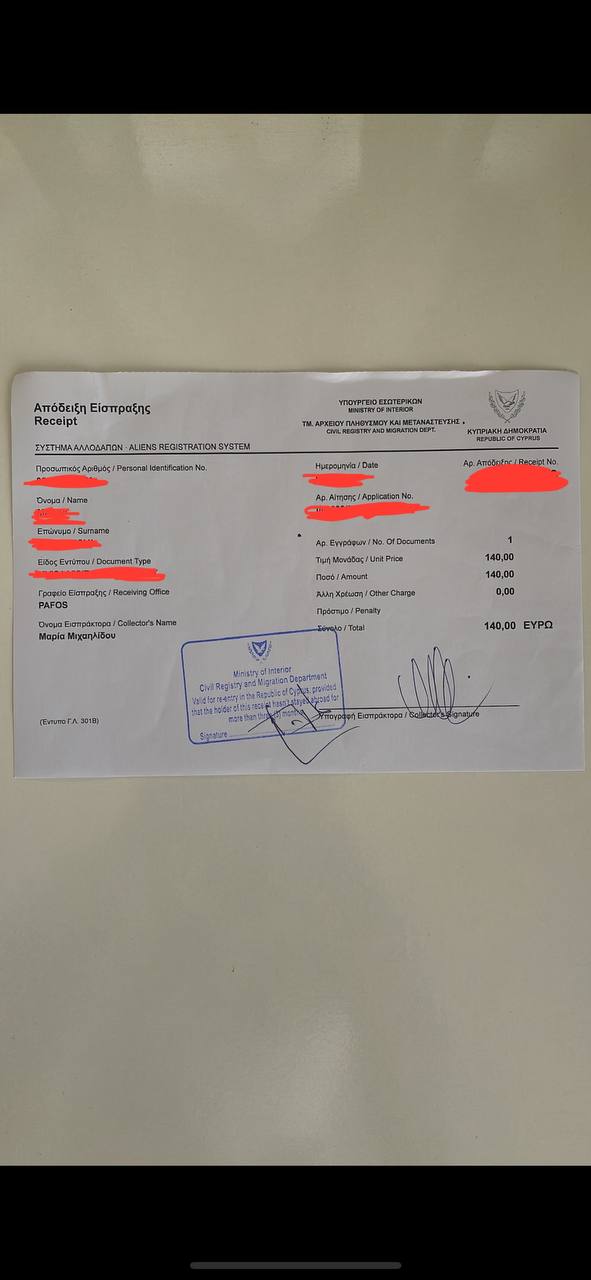 Απόδειξη Είσπραξης
Receipt
ΥΠΟΥΡΓΕΙΟ ΕΣΩΤΕΡΙΚΩΝ
MINISTRY OF INTERIOR
ΤΜ. ΑΡΧΕΙΟΥ ΠΛΗΘΥΣΜΟΥ ΚΑΙ ΜΕΤΑΝΑΣΤΕΥΣΗΣ
CIVIL REGISTRY AND MIGRATION DEPT.
ΚΥΠΡΙΑΚΗ ΔΗΜΟΚΡΑΤΙΑ
REPUBLIC OF CYPRUS
ΣΥΣΤΗΜΑ ΑΛΛΟΔΑΠΩΝ - ALIENS REGISTRATION SYSTEM
Προσωπικός Αριθμός / Personal Identification No.
Ημερομηνία / Date
Αρ. Απόδειξης / Receipt No.
Όνομα / Name
Αρ. Αίτησης / Application No.
Επώνυμο / Surname
Αρ. Εγγράφων / No. Of Documents 1
Είδος Εντύπου / Document Type
Τιμή Μονάδας / Unit Price 140,00
Ποσό / Amount 140,00
Γραφείο Είσπραξης / Receiving Office
Άλλη Χρέωση / Other Charge 0,00
PAFOS
Πρόστιμο / Penalty
Όνομα Εισπράκτορα / Collector's Name
Σύνολο / Total 140,00 ΕΥΡΩ
Μαρία Μιχαηλίδου
Ministry of Interior
Civil Registry and Migration Department
Valid for re-entry in the Republic of Cyprus, provided
that the holder of this receipt hasn't stayed abroad for
more than three (3) months
Signature
Υπογραφή Εισπράκτορα / Collector's Signature
(Έντυπο Γ.Λ. 301Β)